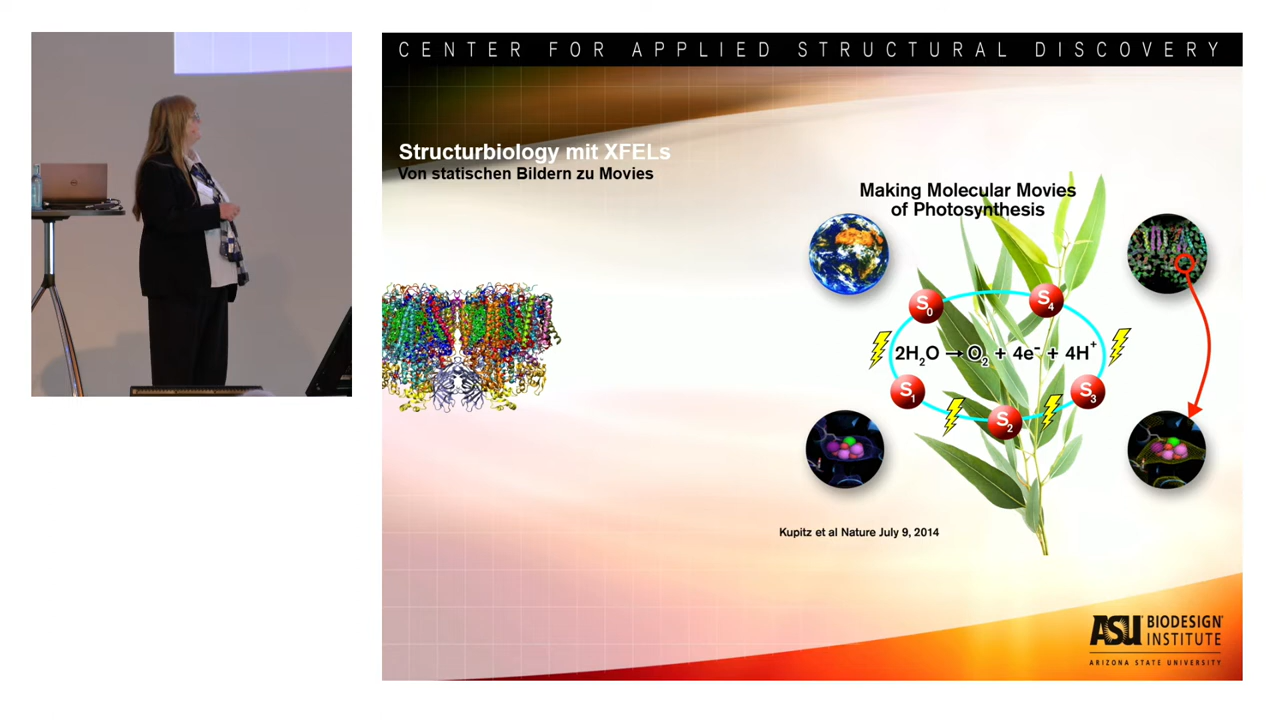 CENTER FOR APPLIED STRUCTURAL DISCOVERY
Structurbiology mit XFELs
Von statischen Bildern zu Movies
Making Molecular Movies
of Photosynthesis
S0
S4
2H2O → O2 + 4e- + 4H+
S1
S2
S3
Kupitz et al Nature July 9, 2014
ASU BIODESIGN INSTITUTE
ARIZONA STATE UNIVERSITY